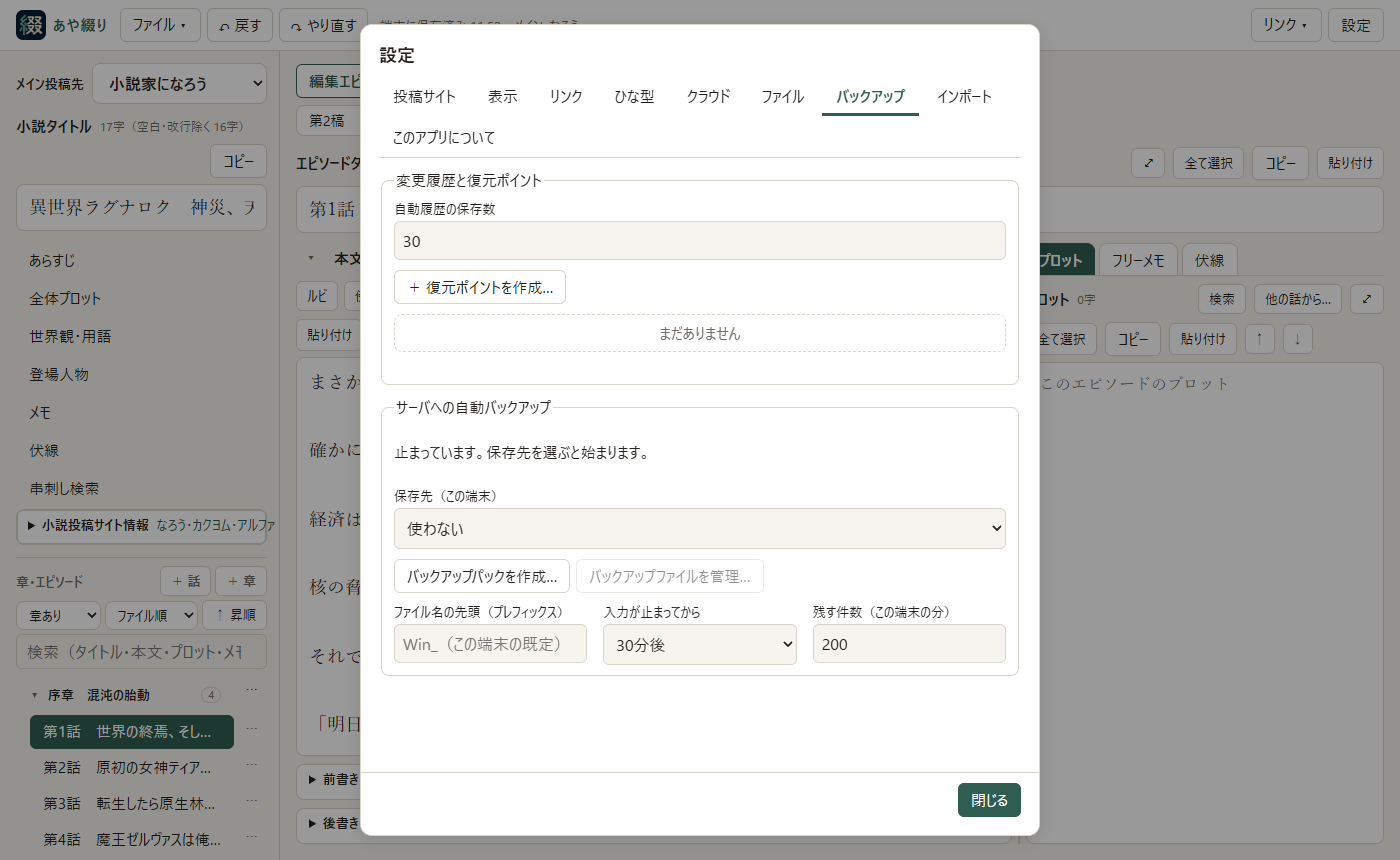 綴 あや綴り ファイル ▾ ↶ 戻す ↷ やり直す リンク ▾ 設定
メイン投稿先 小説家になろう
小説タイトル 17字（空白・改行除く 16字）
コピー
異世界ラグナロク　神災、
あらすじ
全体プロット
世界観・用語
登場人物
メモ
伏線
串刺し検索
▶ 小説投稿サイト情報 なろう・カクヨム・アルファ
章・エピソード ＋ 話 ＋ 章
章あり ファイル順 ↑ 昇順
検索（タイトル・本文・プロット・メモ
▾ 序章　混沌の胎動 4 …
第1話　世界の終焉、そし… …
第2話　原初の女神ティア… …
第3話　転生したら原生林… …
第4話　魔王ゼルヴァスは俺… …
編集エピ
第2稿
エピソードタ
⤢ 全て選択 コピー 貼り付け
第1話
▾ 本文
ルビ
貼り付け
まさか
確かに
経済は
核の脅
それで
「明日
▶ 前書き
▶ 後書き
設定
投稿サイト 表示 リンク ひな型 クラウド ファイル バックアップ インポート
このアプリについて
変更履歴と復元ポイント
自動履歴の保存数
30
＋ 復元ポイントを作成…
まだありません
サーバへの自動バックアップ
止まっています。保存先を選ぶと始まります。
保存先（この端末）
使わない
バックアップパックを作成… バックアップファイルを管理…
ファイル名の先頭（プレフィックス） 入力が止まってから 残す件数（この端末の分）
Win_（この端末の既定） 30分後 200
閉じる
プロット フリーメモ 伏線
ロット 0字 検索 他の話から… ⤢
全て選択 コピー 貼り付け ↑ ↓
このエピソードのプロット